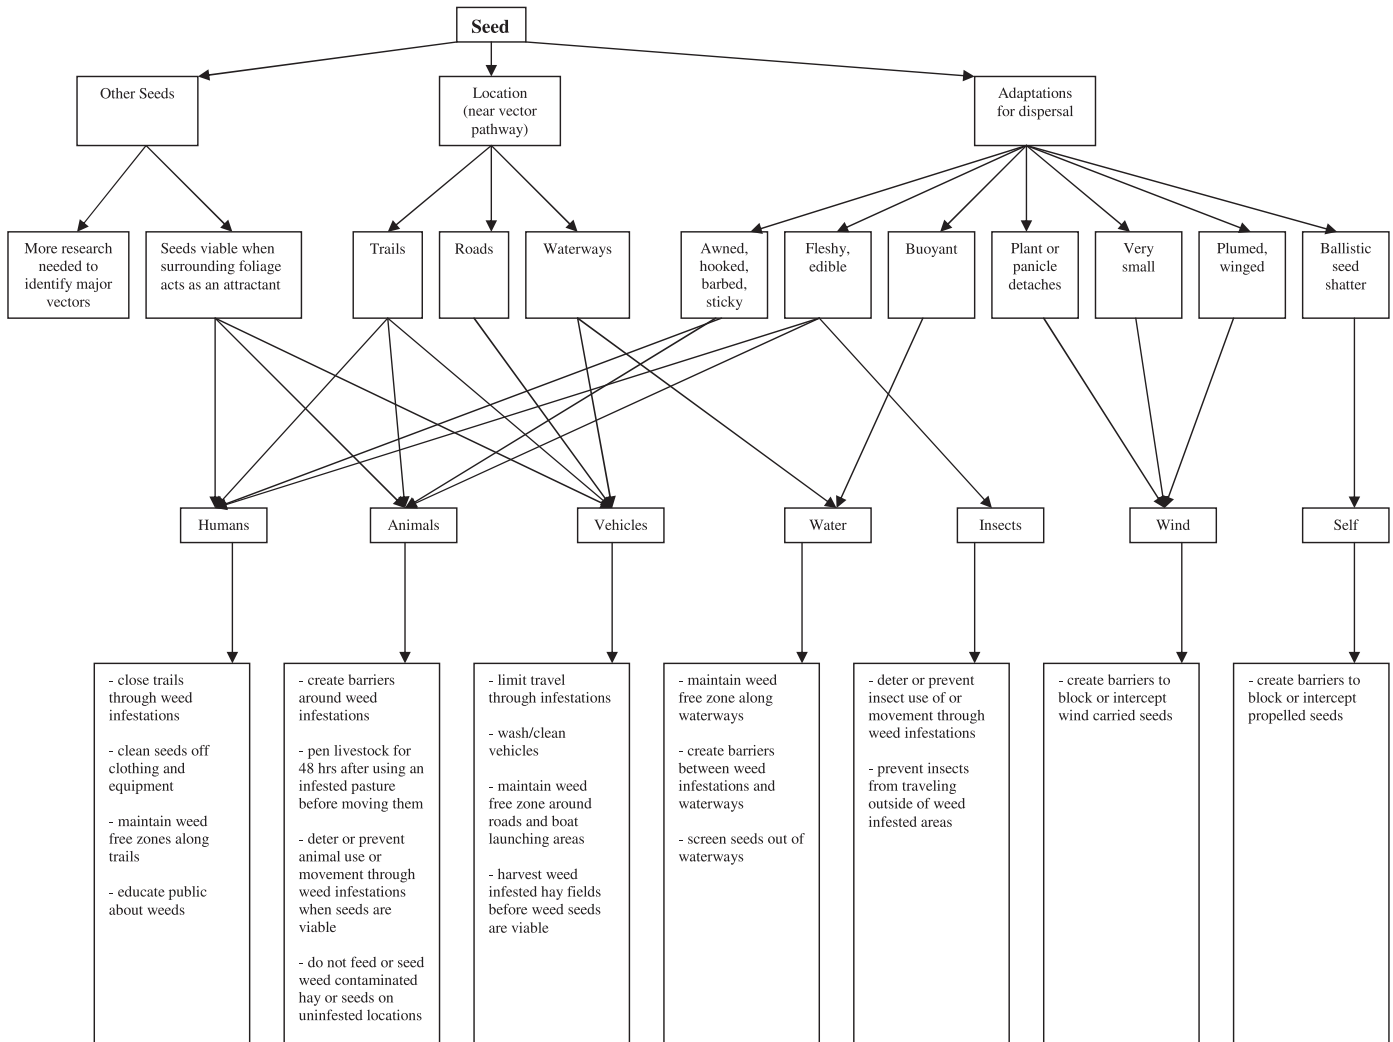 Seed
Other Seeds
Location
(near vector
pathway)
Adaptations
for dispersal
More research
needed to
identify major
vectors
Seeds viable when
surrounding foliage
acts as an attractant
Trails
Roads
Waterways
Awned,
hooked,
barbed,
sticky
Fleshy,
edible
Buoyant
Plant or
panicle
detaches
Very
small
Plumed,
winged
Ballistic
seed
shatter
Humans
Animals
Vehicles
Water
Insects
Wind
Self
- close trails
through weed
infestations
- clean seeds off
clothing and
equipment
- maintain weed
free zones along
trails
- educate public
about weeds
- create barriers
around weed
infestations
- pen livestock for
48 hrs after using an
infested pasture
before moving them
- deter or prevent
animal use or
movement through
weed infestations
when seeds are
viable
- do not feed or seed
weed contaminated
hay or seeds on
uninfested locations
- limit travel
through infestations
- wash/clean
vehicles
- maintain weed
free zone around
roads and boat
launching areas
- harvest weed
infested hay fields
before weed seeds
are viable
- maintain weed
free zone along
waterways
- create barriers
between weed
infestations and
waterways
- screen seeds out of
waterways
- deter or prevent
insect use of or
movement through
weed infestations
- prevent insects
from traveling
outside of weed
infested areas
- create barriers to
block or intercept
wind carried seeds
- create barriers to
block or intercept
propelled seeds